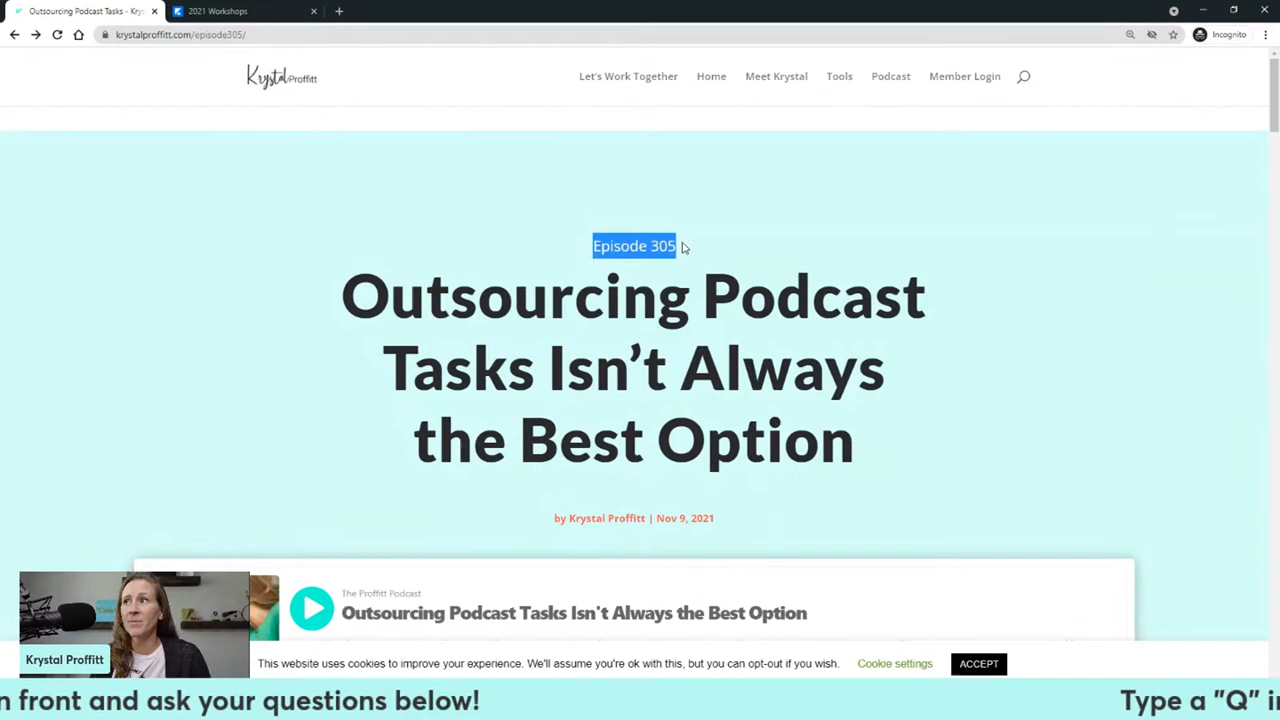 Outsourcing Podcast Tasks - Krys
2021 Workshops
krystalproffitt.com/episode305/
Incognito
Krystal Proffitt
Let's Work Together
Home
Meet Krystal
Tools
Podcast
Member Login
Episode 305
Outsourcing Podcast
Tasks Isn't Always
the Best Option
by Krystal Proffitt | Nov 9, 2021
The Proffitt Podcast
Outsourcing Podcast Tasks Isn't Always the Best Option
Krystal Proffitt
This website uses cookies to improve your experience. We'll assume you're ok with this, but you can opt-out if you wish.
Cookie settings
ACCEPT
n front and ask your questions below!
Type a "Q" i